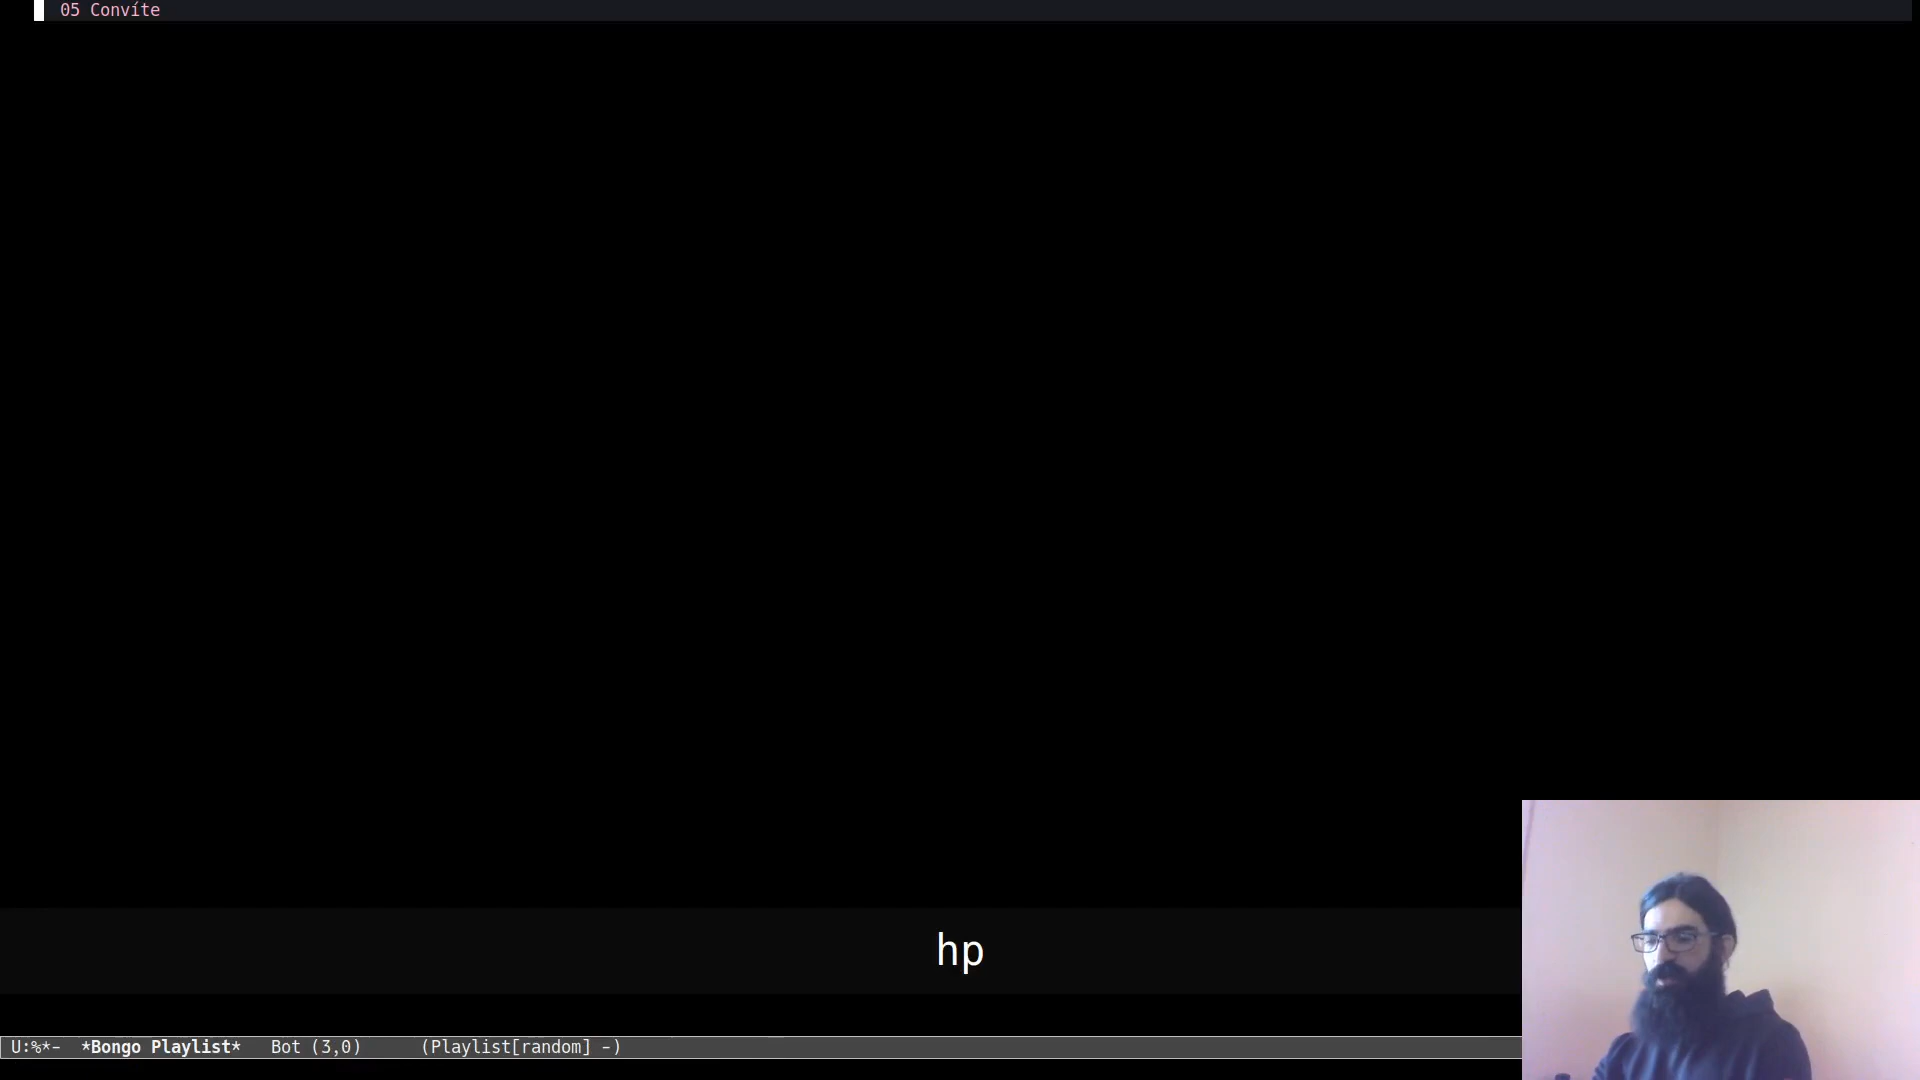 05 Convíte
hp
U:%*-  *Bongo Playlist*   Bot (3,0)      (Playlist[random] -)